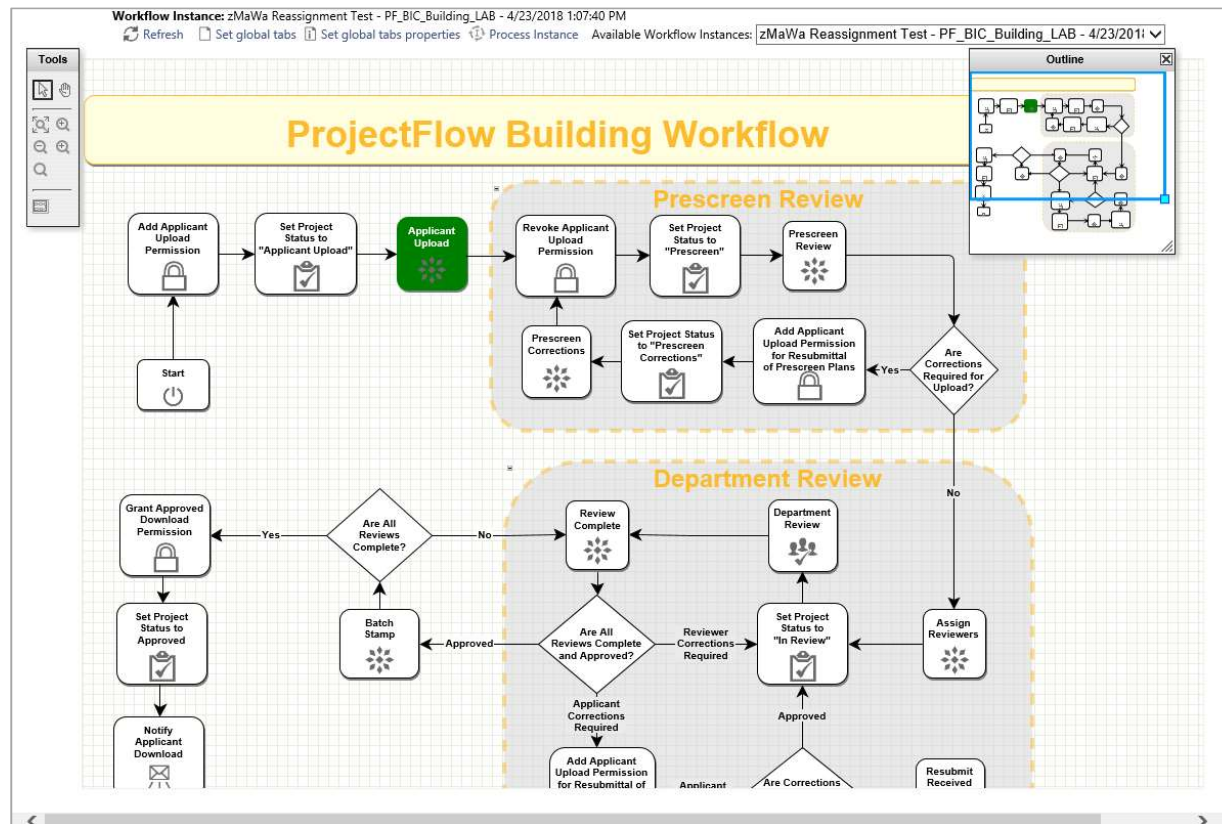 Workflow Instance: zMaWa Reassignment Test - PF_BIC_Building_LAB - 4/23/2018 1:07:40 PM
Refresh Set global tabs Set global tabs properties Process Instance Available Workflow Instances: zMaWa Reassignment Test - PF_BIC_Building_LAB - 4/23/201
Tools
Outline
ProjectFlow Building Workflow
Prescreen Review
Add Applicant
Upload
Permission
Set Project
Status to
"Applicant Upload"
Applicant
Upload
Revoke Applicant
Upload
Permission
Set Project
Status to
"Prescreen"
Prescreen
Review
Start
Prescreen
Corrections
Set Project Status
to "Prescreen
Corrections"
Add Applicant
Upload Permission
for Resubmittal
of Prescreen Plans
Yes
Are
Corrections
Required for
Upload?
No
Department Review
Grant Approved
Download
Permission
Yes
Are All
Reviews
Complete?
No
Review
Complete
Department
Review
Set Project
Status to
Approved
Batch
Stamp
Approved
Are All
Reviews Complete
and Approved?
Reviewer
Corrections
Required
Set Project
Status to
"In Review"
Assign
Reviewers
Applicant
Corrections
Required
Approved
Notify
Applicant
Download
Add Applicant
Upload Permission
for Resubmittal of
Applicant
Are Corrections
Resubmit
Received